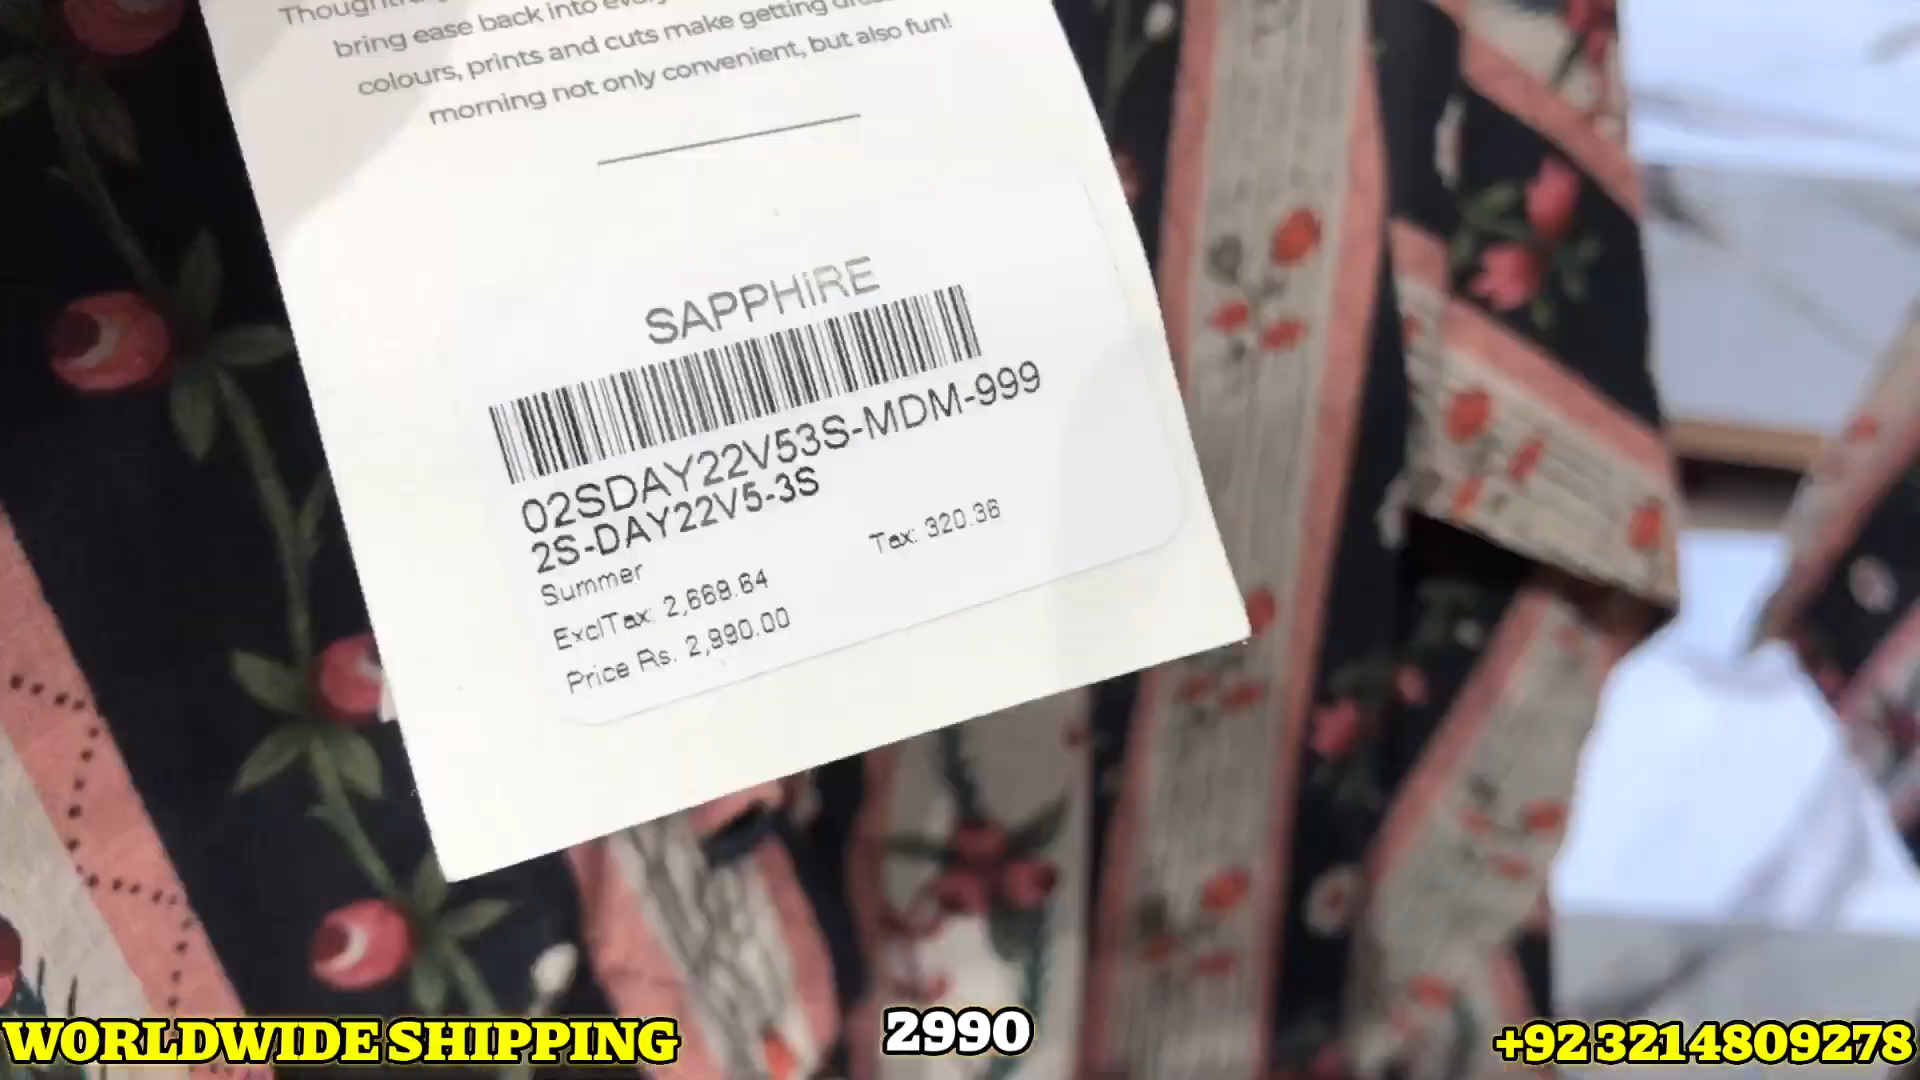 bring ease back into
colours, prints and cuts make getting
morning not only convenient, but also fun!
SAPPHiRE
02SDAY22V53S-MDM-999
2S-DAY22V5-3S
Summer
Tax: 320.36
ExclTax: 2,669.64
Price Rs. 2,990.00
WORLDWIDE SHIPPING
2990
+92 3214809278